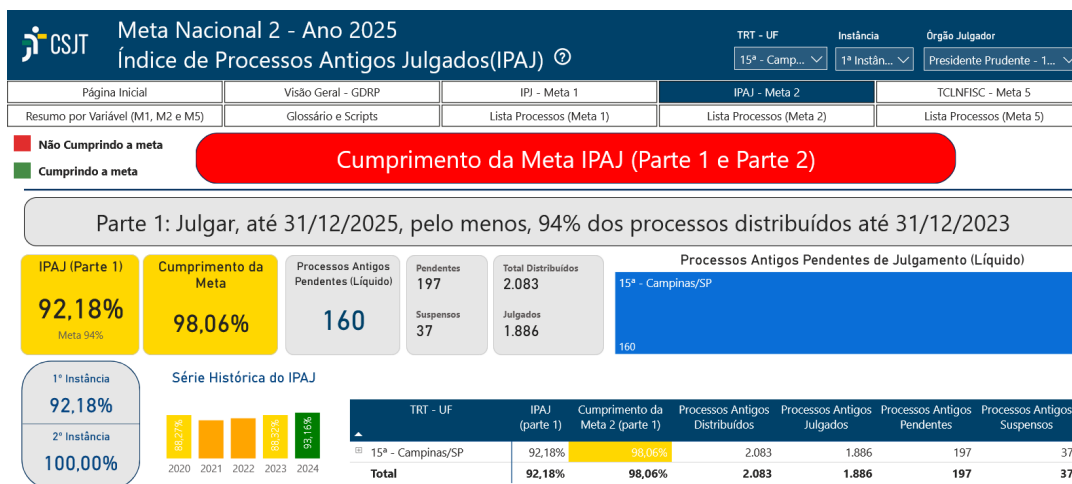 CSJT
Meta Nacional 2 - Ano 2025
Índice de Processos Antigos Julgados(IPAJ) ?
TRT - UF
Instância
Órgão Julgador
15ª - Camp...
1ª Instân...
Presidente Prudente - 1...
Página Inicial
Visão Geral - GDRP
IPJ - Meta 1
IPAJ - Meta 2
TCLNFISC - Meta 5
Resumo por Variável (M1, M2 e M5)
Glossário e Scripts
Lista Processos (Meta 1)
Lista Processos (Meta 2)
Lista Processos (Meta 5)
Não Cumprindo a meta
Cumprindo a meta
Cumprimento da Meta IPAJ (Parte 1 e Parte 2)
Parte 1: Julgar, até 31/12/2025, pelo menos, 94% dos processos distribuídos até 31/12/2023
IPAJ (Parte 1)
92,18%
Meta 94%
Cumprimento da
Meta
98,06%
Processos Antigos
Pendentes (Líquido)
160
Pendentes
197
Suspensos
37
Total Distribuídos
2.083
Julgados
1.886
Processos Antigos Pendentes de Julgamento (Líquido)
15ª - Campinas/SP
160
1º Instância
92,18%
2º Instância
100,00%
Série Histórica do IPAJ
88,27%
88,32%
93,16%
2020 2021 2022 2023 2024
TRT - UF IPAJ (parte 1) Cumprimento da Meta 2 (parte 1) Processos Antigos Distribuídos Processos Antigos Julgados Processos Antigos Pendentes Processos Antigos Suspensos
15ª - Campinas/SP 92,18% 98,06% 2.083 1.886 197 37
Total 92,18% 98,06% 2.083 1.886 197 37